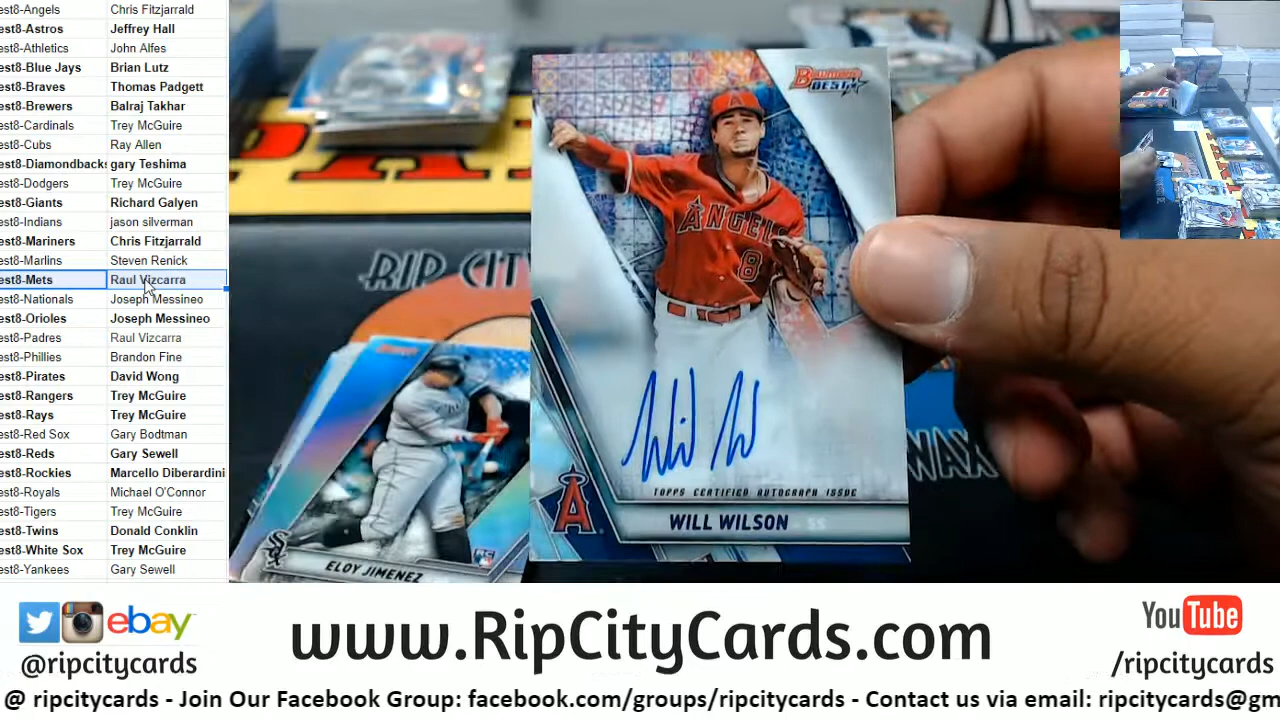 est8-Angels Chris Fitzjarrald
est8-Astros Jeffrey Hall
est8-Athletics John Alfes
est8-Blue Jays Brian Lutz
est8-Braves Thomas Padgett
est8-Brewers Balraj Takhar
est8-Cardinals Trey McGuire
est8-Cubs Ray Allen
est8-Diamondbacks gary Teshima
est8-Dodgers Trey McGuire
est8-Giants Richard Galyen
est8-Indians jason silverman
est8-Mariners Chris Fitzjarrald
est8-Marlins Steven Renick
est8-Mets Raul Vizcarra
est8-Nationals Joseph Messineo
est8-Orioles Joseph Messineo
est8-Padres Raul Vizcarra
est8-Phillies Brandon Fine
est8-Pirates David Wong
est8-Rangers Trey McGuire
est8-Rays Trey McGuire
est8-Red Sox Gary Bodtman
est8-Reds Gary Sewell
est8-Rockies Marcello Diberardini
est8-Royals Michael O'Connor
est8-Tigers Trey McGuire
est8-Twins Donald Conklin
est8-White Sox Trey McGuire
est8-Yankees Gary Sewell
RIP CITY
WAX
BOWMAN'S
BEST
A
ANGELS
8
Will W
TOPPS CERTIFIED AUTOGRAPH ISSUE
A
WILL WILSON SS
SOX
RC
ELOY JIMENEZ
ebay
@ripcitycards
www.RipCityCards.com
YouTube
/ripcitycards
@ ripcitycards - Join Our Facebook Group: facebook.com/groups/ripcitycards - Contact us via email: ripcitycards@gm